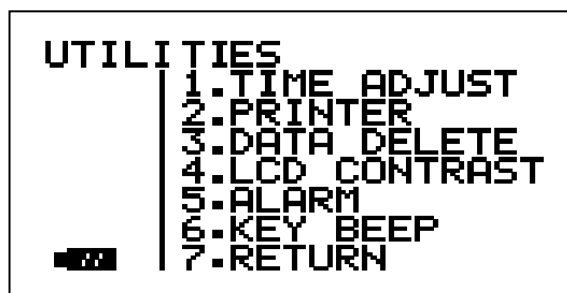 UTILITIES
1.TIME ADJUST
2.PRINTER
3.DATA DELETE
4.LCD CONTRAST
5.ALARM
6.KEY BEEP
7.RETURN